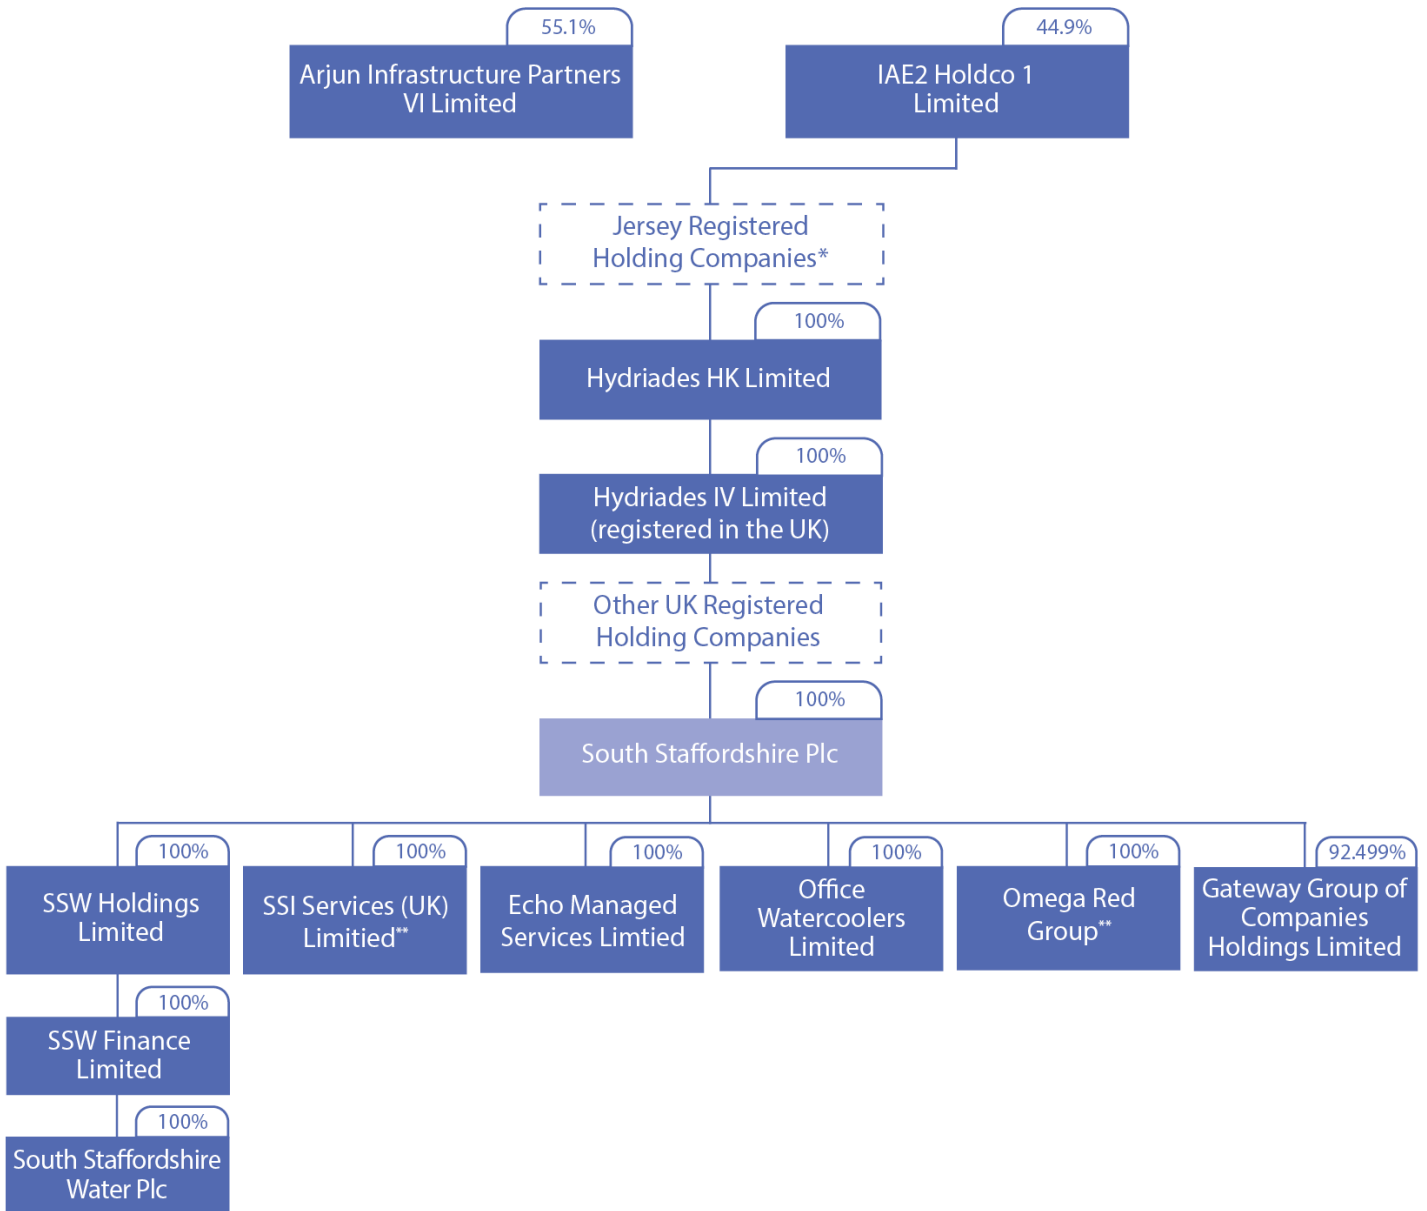 55.1%
Arjun Infrastructure Partners
VI Limited
44.9%
IAE2 Holdco 1
Limited
Jersey Registered
Holding Companies*
100%
Hydriades HK Limited
100%
Hydriades IV Limited
(registered in the UK)
Other UK Registered
Holding Companies
100%
South Staffordshire Plc
100%
SSW Holdings
Limited
100%
SSI Services (UK)
Limitied**
100%
Echo Managed
Services Limtied
100%
Office
Watercoolers
Limited
100%
Omega Red
Group**
92.499%
Gateway Group of
Companies
Holdings Limited
100%
SSW Finance
Limited
100%
South Staffordshire
Water Plc